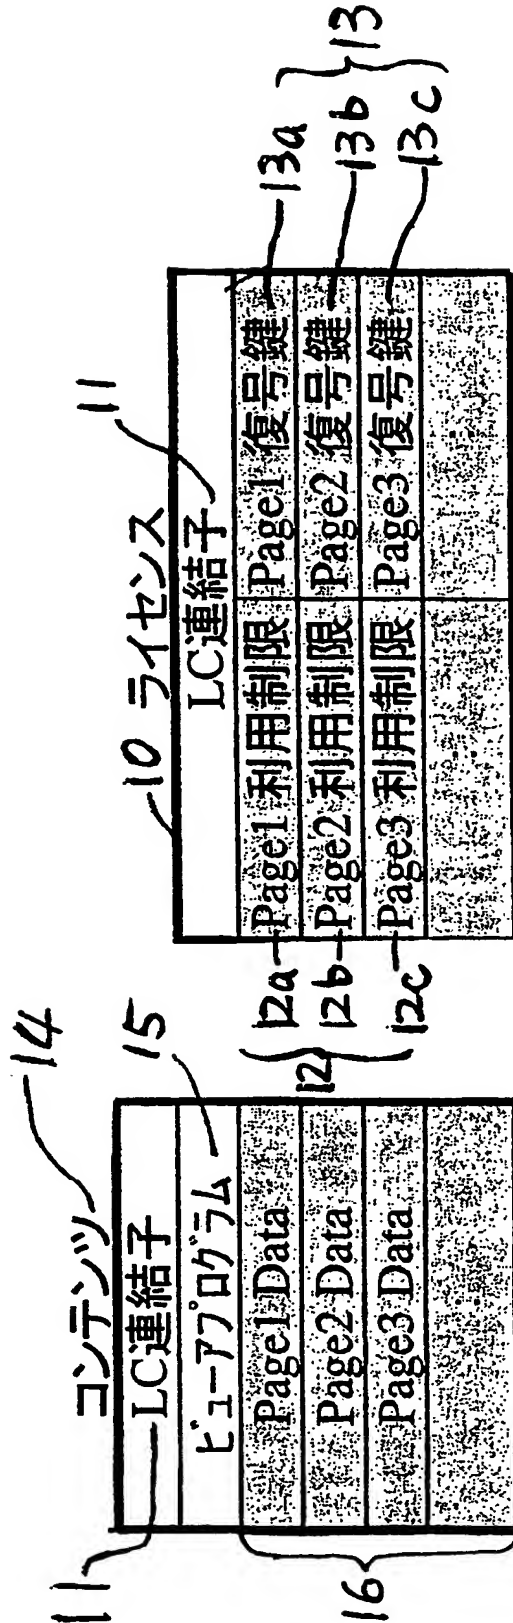 コンテンツ 14
11 LC連結子
ビューアプログラム 15
Page1 Data
Page2 Data
Page3 Data
16
10 ライセンス
LC連結子 11
12a Page1 利用制限 Page1 復号鍵 13a
12b Page2 利用制限 Page2 復号鍵 13b
12c Page3 利用制限 Page3 復号鍵 13c
12
13